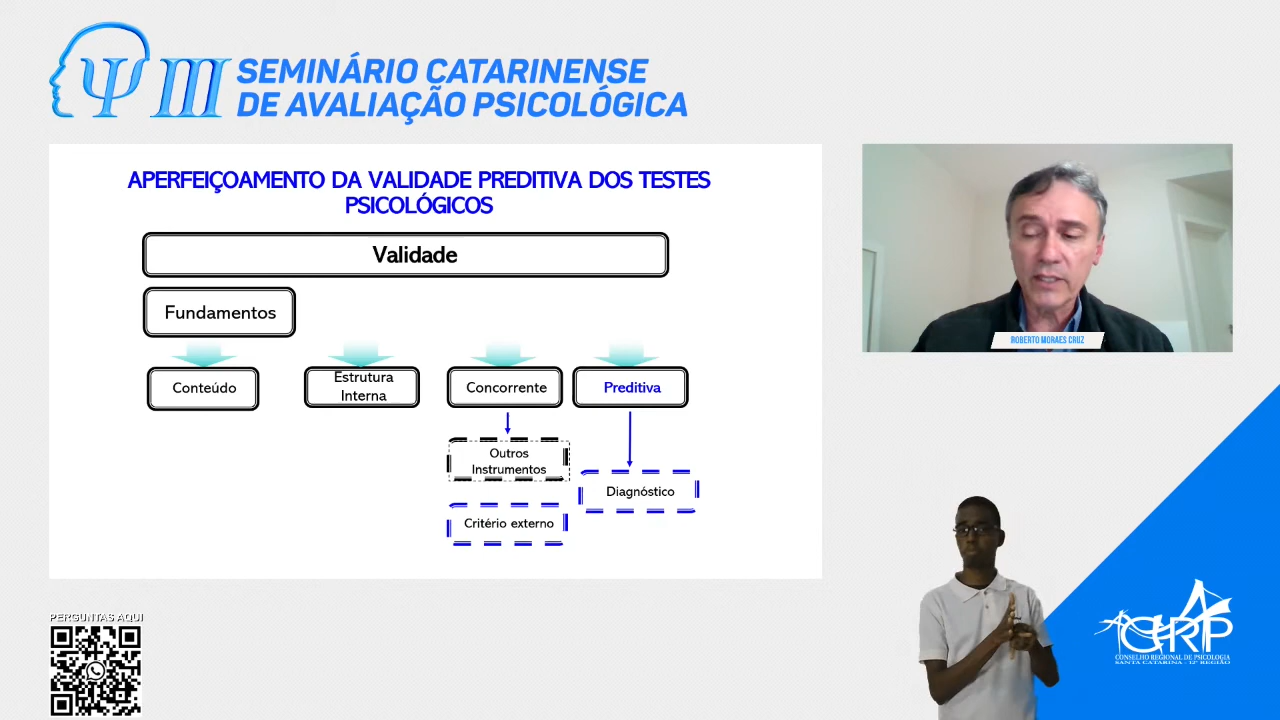 Ψ III SEMINÁRIO CATARINENSE
DE AVALIAÇÃO PSICOLÓGICA
APERFEIÇOAMENTO DA VALIDADE PREDITIVA DOS TESTES
PSICOLÓGICOS
Validade
Fundamentos
Conteúdo
Estrutura
Interna
Concorrente
Preditiva
Outros
Instrumentos
Critério externo
Diagnóstico
ROBERTO MORAES CRUZ
PERGUNTAS AQUI
CRP
CONSELHO REGIONAL DE PSICOLOGIA
SANTA CATARINA - 12ª REGIÃO